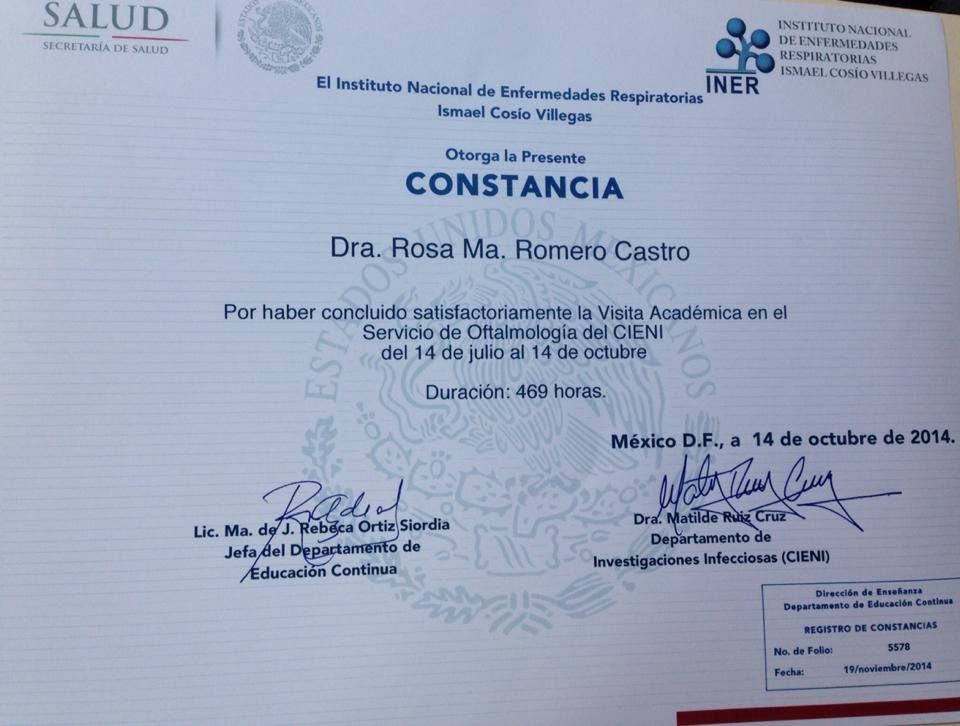 SALUD
SECRETARÍA DE SALUD
INSTITUTO NACIONAL
DE ENFERMEDADES
RESPIRATORIAS
ISMAEL COSÍO VILLEGAS
INER
El Instituto Nacional de Enfermedades Respiratorias
Ismael Cosío Villegas
Otorga la Presente
CONSTANCIA
Dra. Rosa Ma. Romero Castro
Por haber concluido satisfactoriamente la Visita Académica en el
Servicio de Oftalmología del CIENI
del 14 de julio al 14 de octubre
Duración: 469 horas.
ESTADOS UNIDOS MEXICANOS
México D.F., a 14 de octubre de 2014.
Lic. Ma. de J. Rebeca Ortiz Siordia
Jefa del Departamento de
Educación Continua
Dra. Matilde Ruiz Cruz
Departamento de
Investigaciones Infecciosas (CIENI)
Dirección de Enseñanza
Departamento de Educación Continua
REGISTRO DE CONSTANCIAS
No. de Folio: 5578
Fecha: 19/noviembre/2014